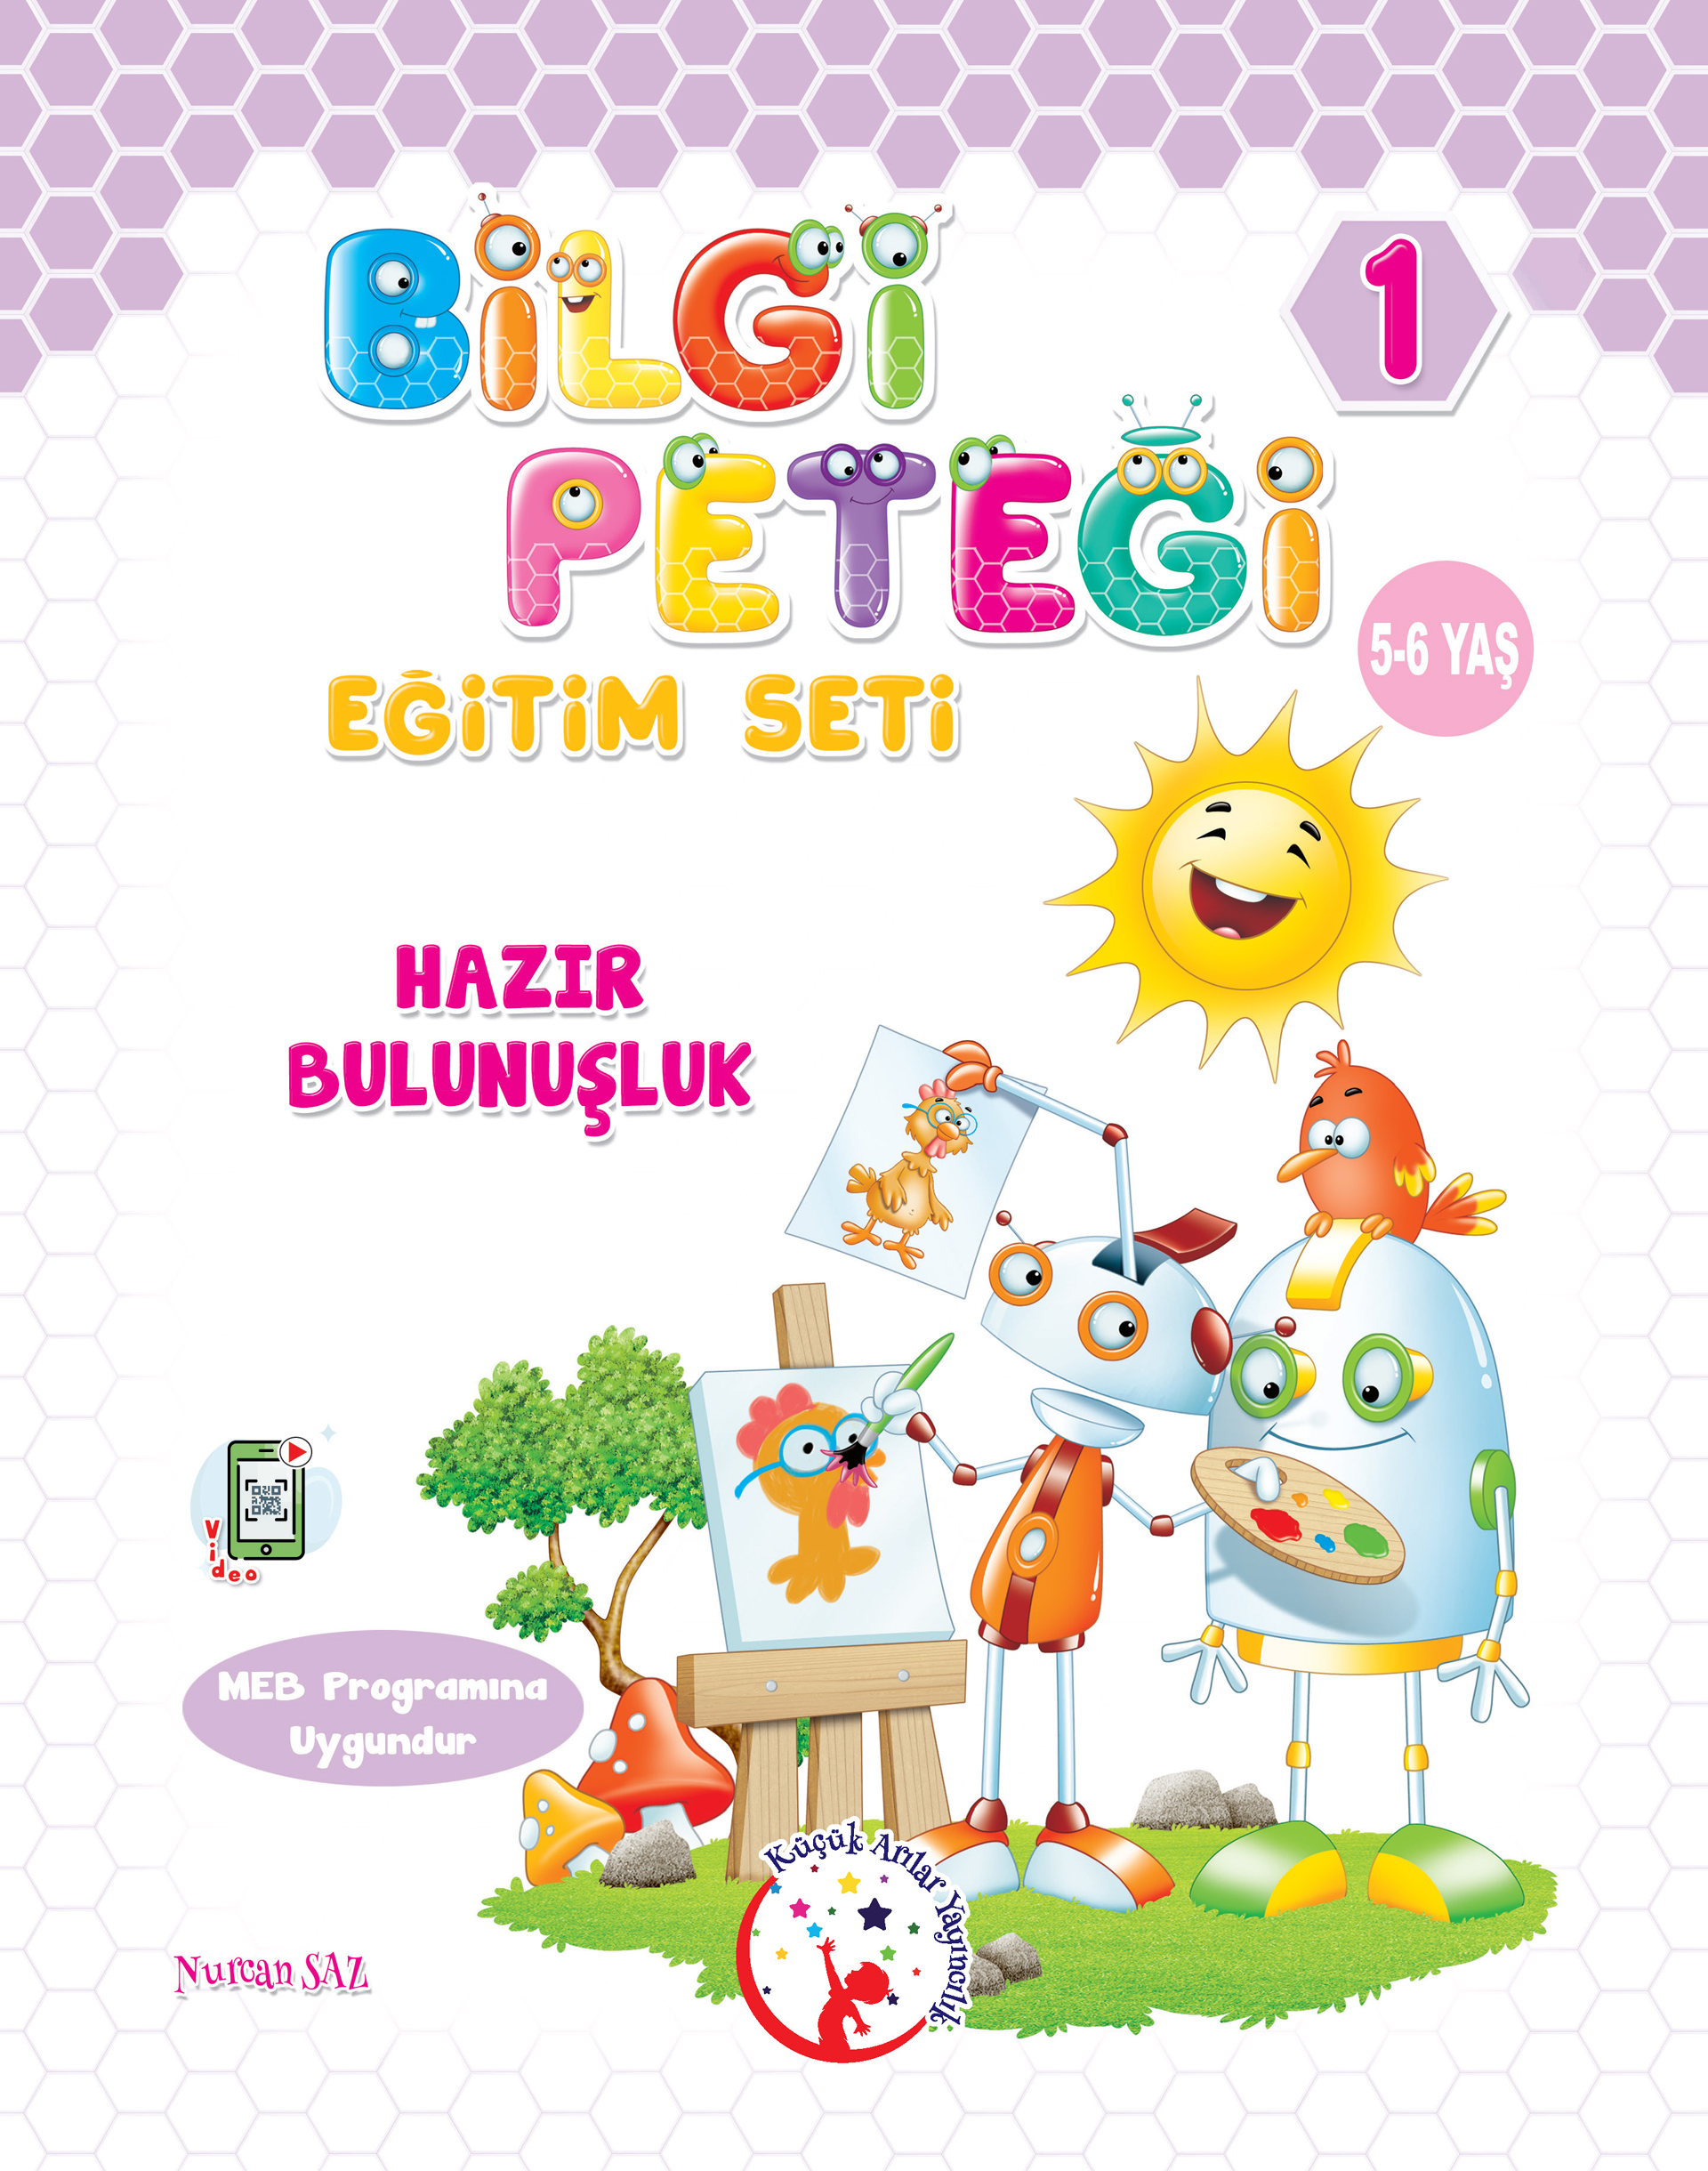 BİLGİ
1
PETEĞİ
5-6 YAŞ
EĞİTİM SETİ
HAZIR
BULUNUŞLUK
Video
MEB Programına
Uygundur
Küçük Arılar Yayıncılık
Nurcan SAZ